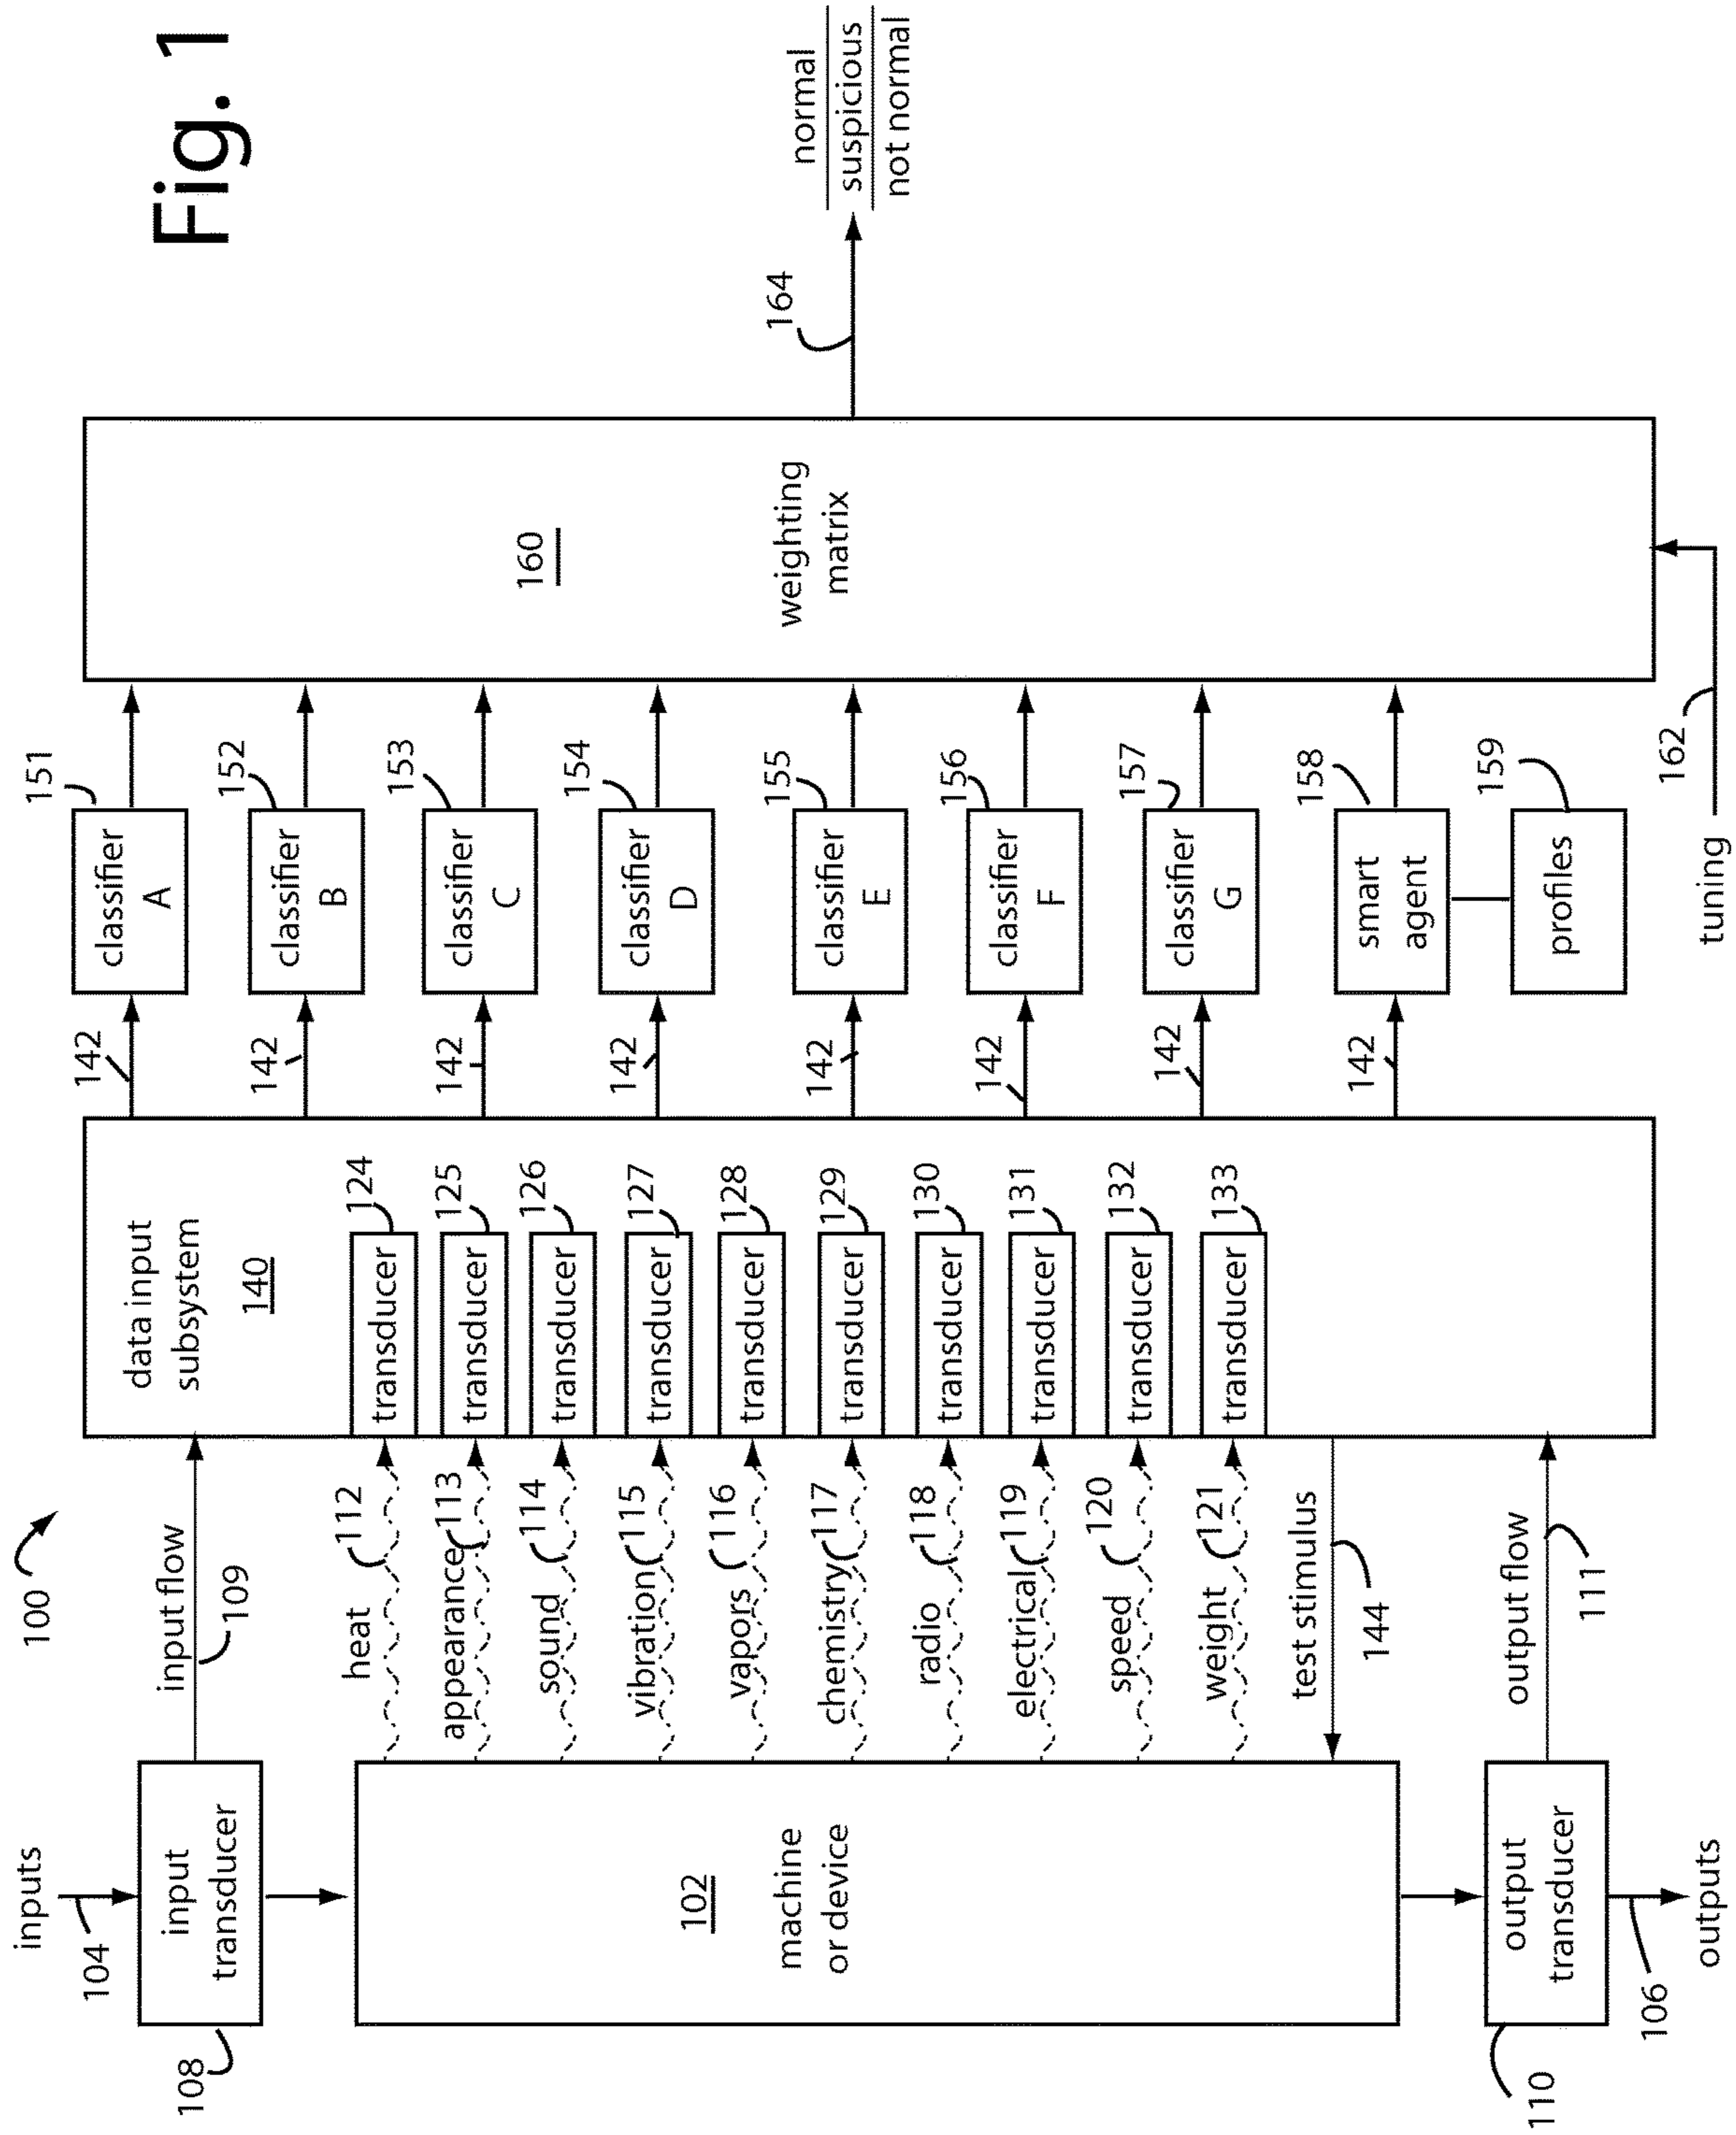 Fig. 1
100
inputs
104
input
transducer
108
input flow
109
102
machine
or device
output
transducer
110
106
outputs
output flow
111
heat
112
appearance
113
sound
114
vibration
115
vapors
116
chemistry
117
radio
118
electrical
119
speed
120
weight
121
test stimulus
144
data input
subsystem
140
transducer
124
transducer
125
transducer
126
transducer
127
transducer
128
transducer
129
transducer
130
transducer
131
transducer
132
transducer
133
142
142
142
142
142
142
142
142
classifier
A
151
classifier
B
152
classifier
C
153
classifier
D
154
classifier
E
155
classifier
F
156
classifier
G
157
smart
agent
158
profiles
159
tuning
162
160
weighting
matrix
164
normal
suspicious
not normal